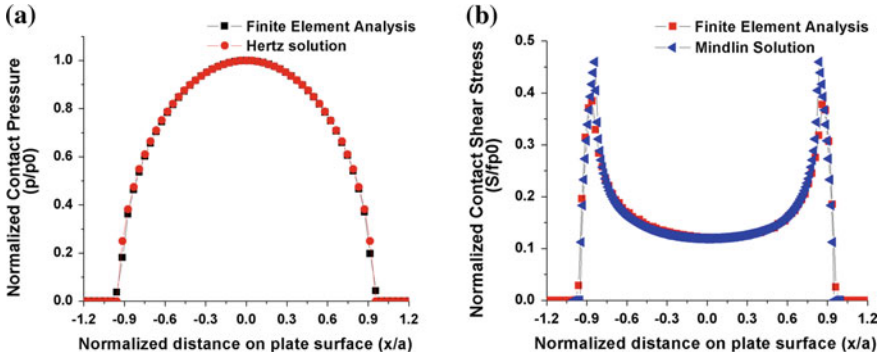 (a)
Finite Element Analysis
Hertz solution
Normalized Contact Pressure
(p/p0)
1.0
0.8
0.6
0.4
0.2
0.0
-1.2 -0.9 -0.6 -0.3 0.0 0.3 0.6 0.9 1.2
Normalized distance on plate surface (x/a)
(b)
Finite Element Analysis
Mindlin Solution
Normalized Contact Shear Stress
(S/fp0)
0.5
0.4
0.3
0.2
0.1
0.0
-1.2 -0.9 -0.6 -0.3 0.0 0.3 0.6 0.9 1.2
Normalized distance on plate surface (x/a)